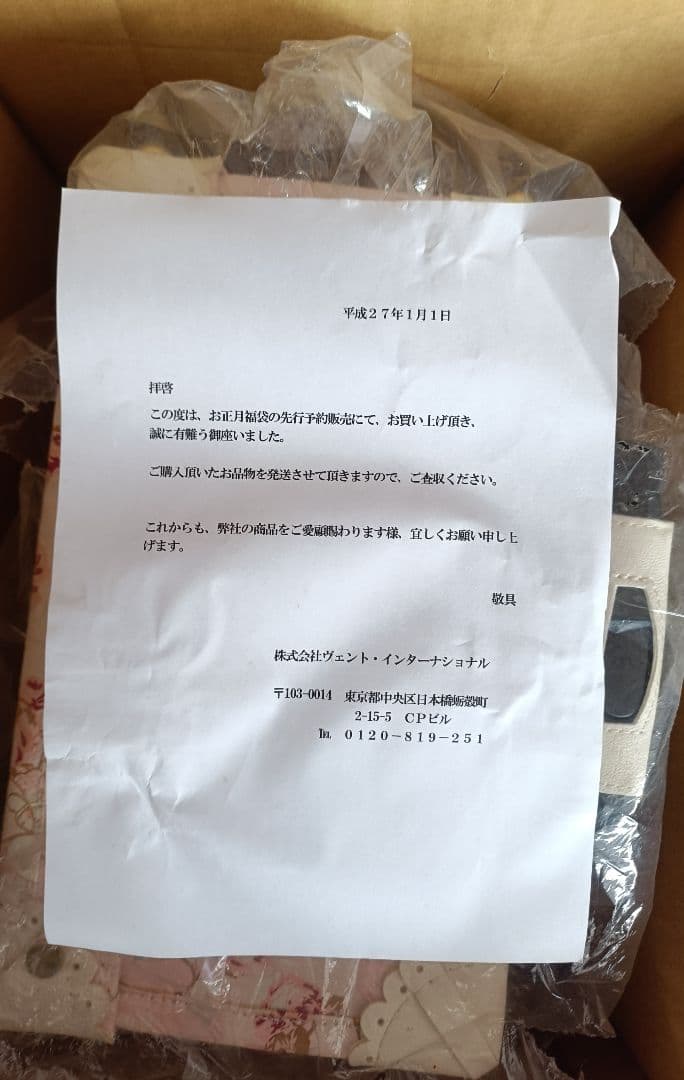 平成２７年１月１日
拝啓
この度は、お正月福袋の先行予約販売にて、お買い上げ頂き、
誠に有難う御座いました。
ご購入頂いたお品物を発送させて頂きますので、ご査収ください。
これからも、弊社の商品をご愛顧賜わります様、宜しくお願い申し上
げます。
敬具
株式会社ヴェント・インターナショナル
〒103-0014　東京都中央区日本橋蛎殻町
2-15-5　ＣＰビル
℡　０１２０－８１９－２５１